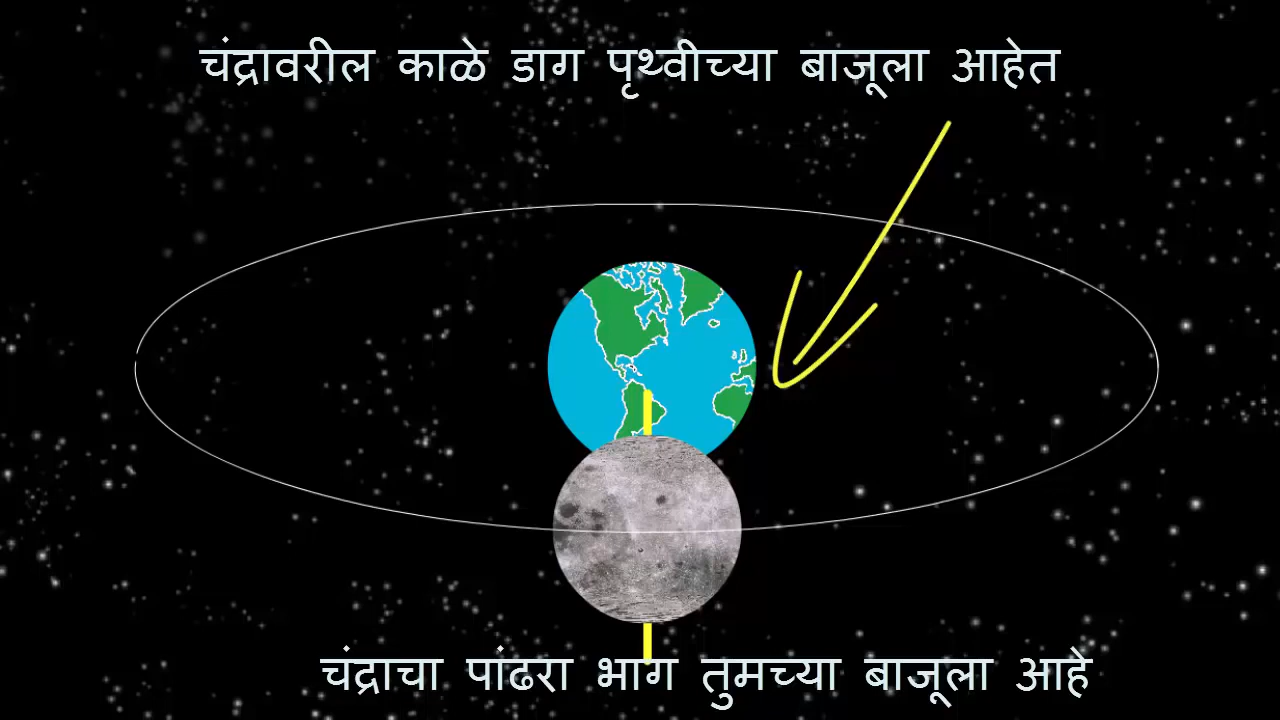 चंद्रावरील काळे डाग पृथ्वीच्या बाजूला आहेत
चंद्राचा पांढरा भाग तुमच्या बाजूला आहे